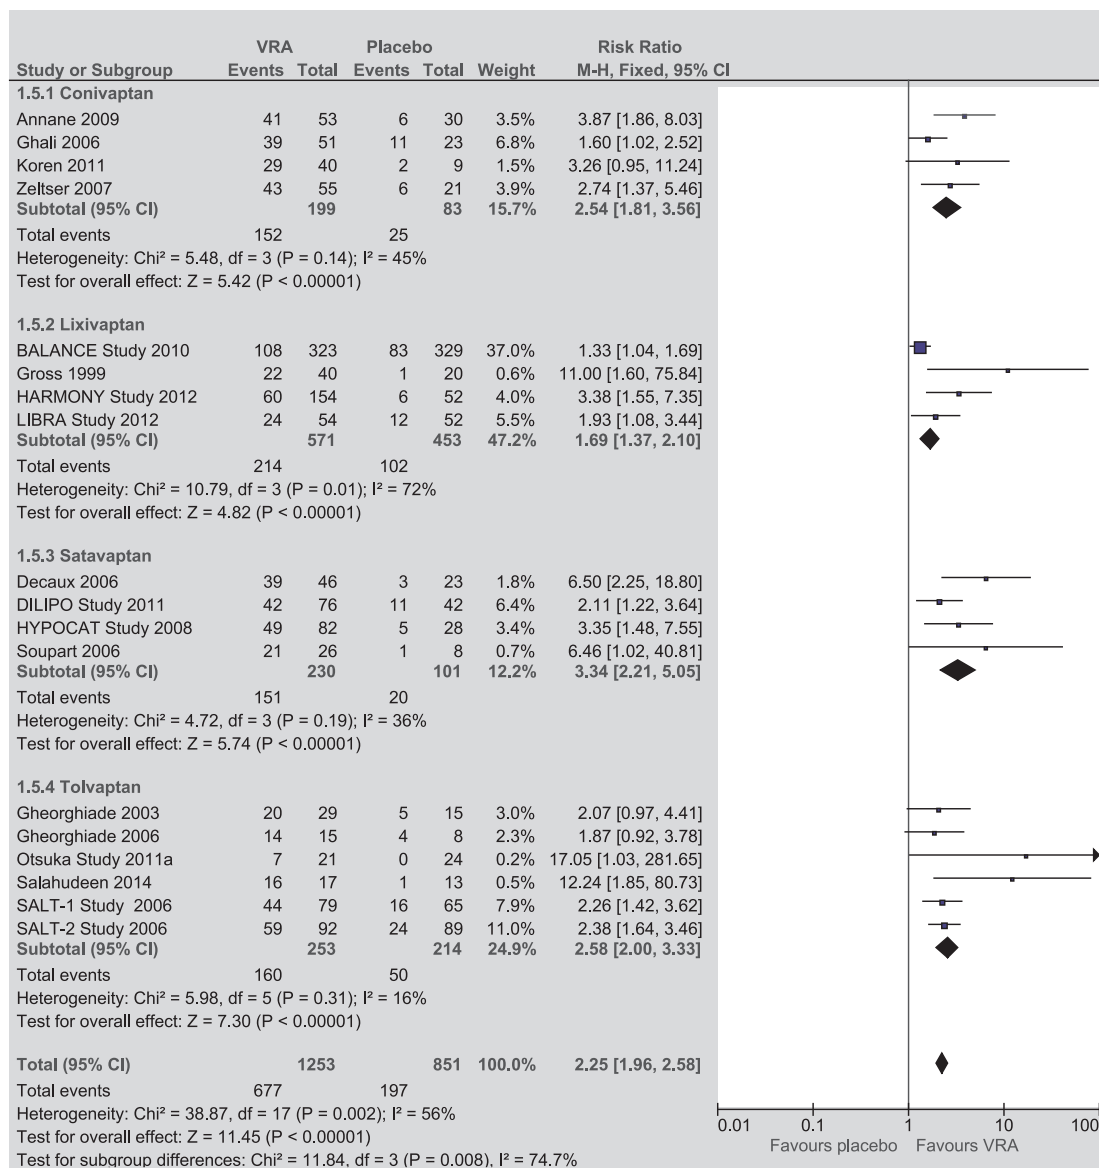 VRA Placebo Risk Ratio
Study or Subgroup Events Total Events Total Weight M-H, Fixed, 95% CI
1.5.1 Conivaptan
Annane 2009 41 53 6 30 3.5% 3.87 [1.86, 8.03]
Ghali 2006 39 51 11 23 6.8% 1.60 [1.02, 2.52]
Koren 2011 29 40 2 9 1.5% 3.26 [0.95, 11.24]
Zeltser 2007 43 55 6 21 3.9% 2.74 [1.37, 5.46]
Subtotal (95% CI) 199 83 15.7% 2.54 [1.81, 3.56]
Total events 152 25
Heterogeneity: Chi² = 5.48, df = 3 (P = 0.14); I² = 45%
Test for overall effect: Z = 5.42 (P < 0.00001)
1.5.2 Lixivaptan
BALANCE Study 2010 108 323 83 329 37.0% 1.33 [1.04, 1.69]
Gross 1999 22 40 1 20 0.6% 11.00 [1.60, 75.84]
HARMONY Study 2012 60 154 6 52 4.0% 3.38 [1.55, 7.35]
LIBRA Study 2012 24 54 12 52 5.5% 1.93 [1.08, 3.44]
Subtotal (95% CI) 571 453 47.2% 1.69 [1.37, 2.10]
Total events 214 102
Heterogeneity: Chi² = 10.79, df = 3 (P = 0.01); I² = 72%
Test for overall effect: Z = 4.82 (P < 0.00001)
1.5.3 Satavaptan
Decaux 2006 39 46 3 23 1.8% 6.50 [2.25, 18.80]
DILIPO Study 2011 42 76 11 42 6.4% 2.11 [1.22, 3.64]
HYPOCAT Study 2008 49 82 5 28 3.4% 3.35 [1.48, 7.55]
Soupart 2006 21 26 1 8 0.7% 6.46 [1.02, 40.81]
Subtotal (95% CI) 230 101 12.2% 3.34 [2.21, 5.05]
Total events 151 20
Heterogeneity: Chi² = 4.72, df = 3 (P = 0.19); I² = 36%
Test for overall effect: Z = 5.74 (P < 0.00001)
1.5.4 Tolvaptan
Gheorghiade 2003 20 29 5 15 3.0% 2.07 [0.97, 4.41]
Gheorghiade 2006 14 15 4 8 2.3% 1.87 [0.92, 3.78]
Otsuka Study 2011a 7 21 0 24 0.2% 17.05 [1.03, 281.65]
Salahudeen 2014 16 17 1 13 0.5% 12.24 [1.85, 80.73]
SALT-1 Study 2006 44 79 16 65 7.9% 2.26 [1.42, 3.62]
SALT-2 Study 2006 59 92 24 89 11.0% 2.38 [1.64, 3.46]
Subtotal (95% CI) 253 214 24.9% 2.58 [2.00, 3.33]
Total events 160 50
Heterogeneity: Chi² = 5.98, df = 5 (P = 0.31); I² = 16%
Test for overall effect: Z = 7.30 (P < 0.00001)
Total (95% CI) 1253 851 100.0% 2.25 [1.96, 2.58]
Total events 677 197
Heterogeneity: Chi² = 38.87, df = 17 (P = 0.002); I² = 56%
Test for overall effect: Z = 11.45 (P < 0.00001)
Test for subgroup differences: Chi² = 11.84, df = 3 (P = 0.008), I² = 74.7%
0.01 0.1 1 10 100
Favours placebo Favours VRA